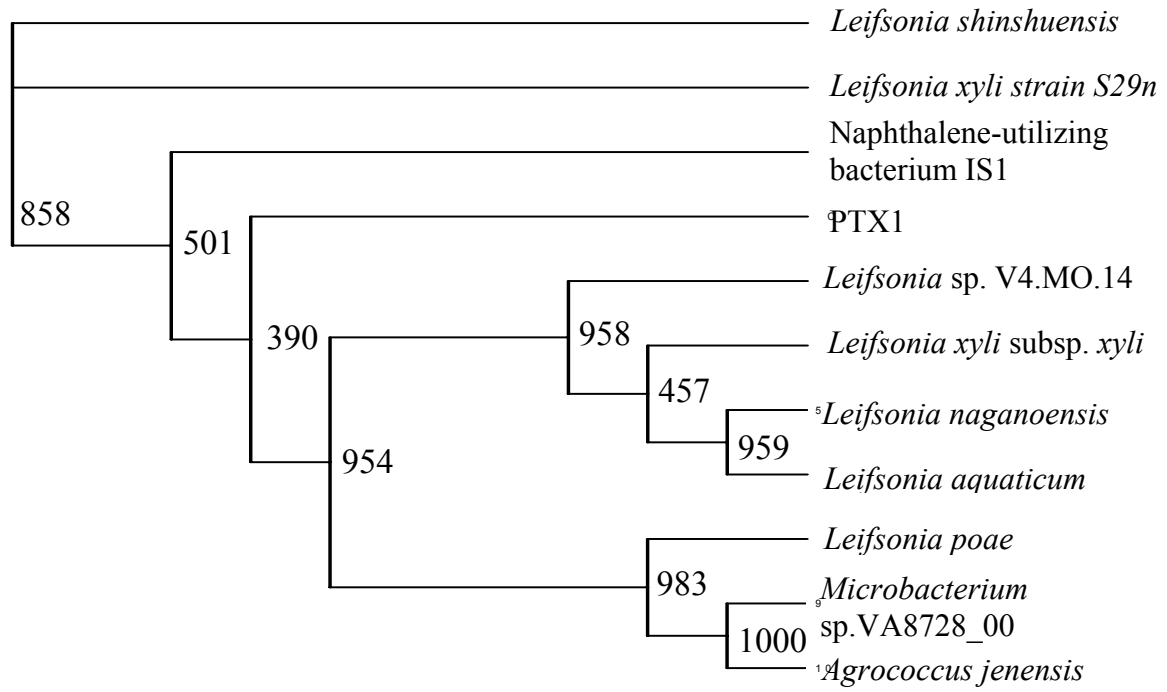 Leifsonia shinshuensis
Leifsonia xyli strain S29n
Naphthalene-utilizing
bacterium IS1
858
PTX1
501
Leifsonia sp. V4.MO.14
390
958
Leifsonia xyli subsp. xyli
457
5
Leifsonia naganoensis
959
954
Leifsonia aquaticum
Leifsonia poae
983
Microbacterium
9
sp.VA8728_00
1000
Agrococcus jenensis